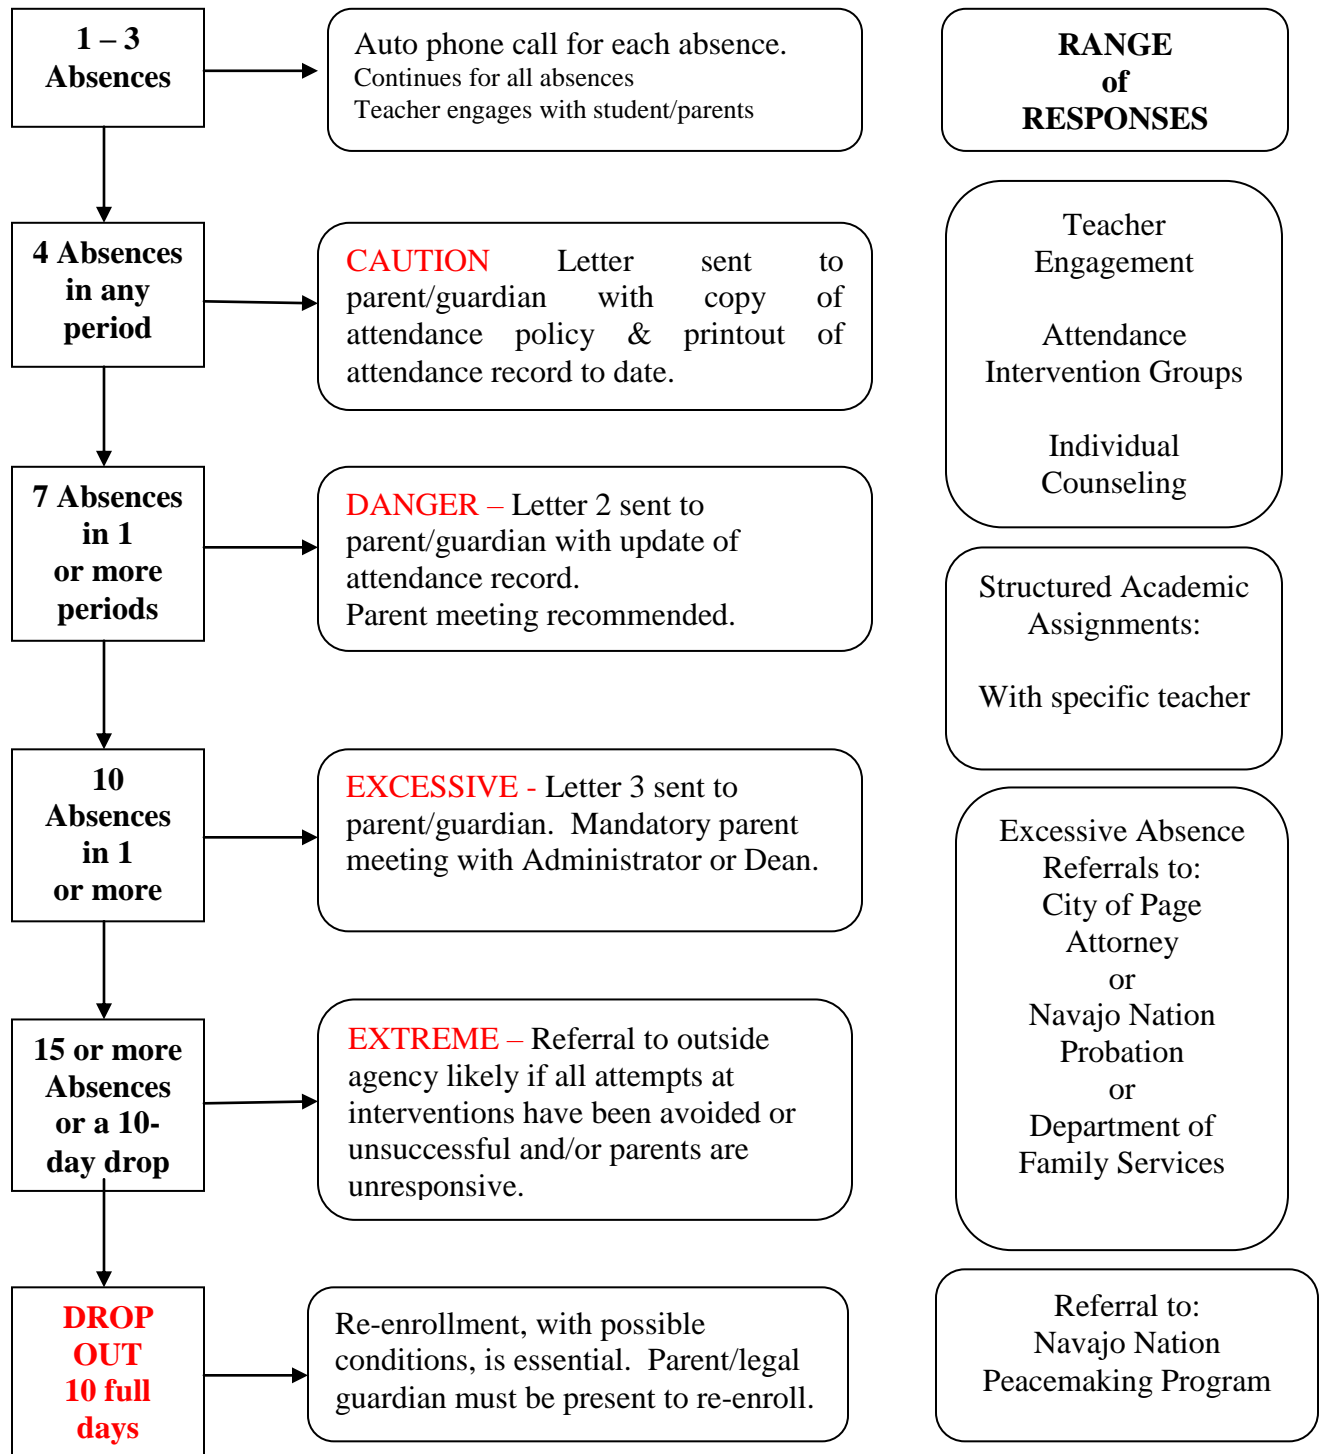 1 – 3
Absences
Auto phone call for each absence.
Continues for all absences
Teacher engages with student/parents
4 Absences
in any
period
CAUTION Letter sent to
parent/guardian with copy of
attendance policy & printout of
attendance record to date.
7 Absences
in 1
or more
periods
DANGER – Letter 2 sent to
parent/guardian with update of
attendance record.
Parent meeting recommended.
10
Absences
in 1
or more
EXCESSIVE - Letter 3 sent to
parent/guardian. Mandatory parent
meeting with Administrator or Dean.
15 or more
Absences
or a 10-
day drop
EXTREME – Referral to outside
agency likely if all attempts at
interventions have been avoided or
unsuccessful and/or parents are
unresponsive.
DROP
OUT
10 full
days
Re-enrollment, with possible
conditions, is essential. Parent/legal
guardian must be present to re-enroll.
RANGE
of
RESPONSES
Teacher
Engagement
Attendance
Intervention Groups
Individual
Counseling
Structured Academic
Assignments:
With specific teacher
Excessive Absence
Referrals to:
City of Page
Attorney
or
Navajo Nation
Probation
or
Department of
Family Services
Referral to:
Navajo Nation
Peacemaking Program